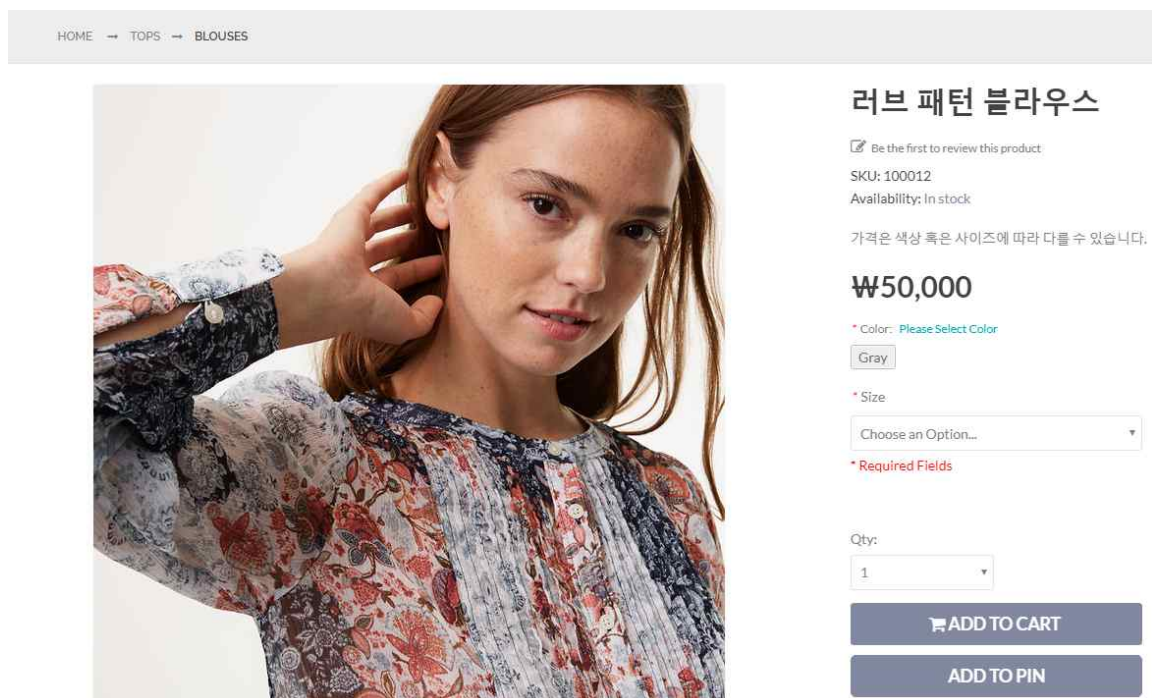 HOME → TOPS → BLOUSES
러브 패턴 블라우스
Be the first to review this product
SKU: 100012
Availability: In stock
가격은 색상 혹은 사이즈에 따라 다를 수 있습니다.
₩50,000
* Color: Please Select Color
Gray
* Size
Choose an Option...
* Required Fields
Qty:
1
ADD TO CART
ADD TO PIN